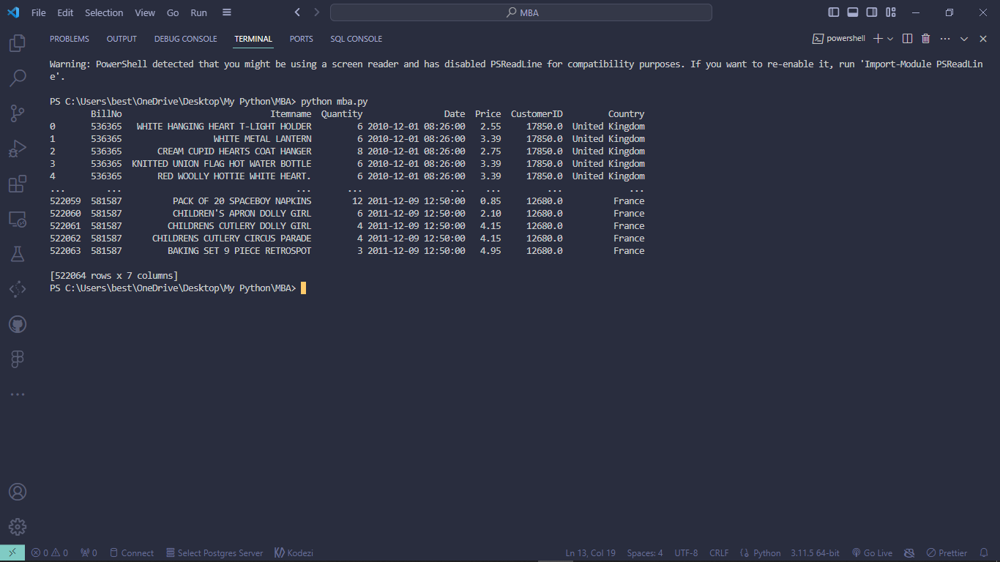 File Edit Selection View Go Run
MBA
PROBLEMS OUTPUT DEBUG CONSOLE TERMINAL PORTS SQL CONSOLE
powershell
Warning: PowerShell detected that you might be using a screen reader and has disabled PSReadLine for compatibility purposes. If you want to re-enable it, run 'Import-Module PSReadLin
e'.
PS C:\Users\best\OneDrive\Desktop\My Python\MBA> python mba.py
BillNo Itemname Quantity Date Price CustomerID Country
0 536365 WHITE HANGING HEART T-LIGHT HOLDER 6 2010-12-01 08:26:00 2.55 17850.0 United Kingdom
1 536365 WHITE METAL LANTERN 6 2010-12-01 08:26:00 3.39 17850.0 United Kingdom
2 536365 CREAM CUPID HEARTS COAT HANGER 8 2010-12-01 08:26:00 2.75 17850.0 United Kingdom
3 536365 KNITTED UNION FLAG HOT WATER BOTTLE 6 2010-12-01 08:26:00 3.39 17850.0 United Kingdom
4 536365 RED WOOLLY HOTTIE WHITE HEART. 6 2010-12-01 08:26:00 3.39 17850.0 United Kingdom
... ... ... ... ... ... ... ...
522059 581587 PACK OF 20 SPACEBOY NAPKINS 12 2011-12-09 12:50:00 0.85 12680.0 France
522060 581587 CHILDREN'S APRON DOLLY GIRL 6 2011-12-09 12:50:00 2.10 12680.0 France
522061 581587 CHILDRENS CUTLERY DOLLY GIRL 4 2011-12-09 12:50:00 4.15 12680.0 France
522062 581587 CHILDRENS CUTLERY CIRCUS PARADE 4 2011-12-09 12:50:00 4.15 12680.0 France
522063 581587 BAKING SET 9 PIECE RETROSPOT 3 2011-12-09 12:50:00 4.95 12680.0 France
[522064 rows x 7 columns]
PS C:\Users\best\OneDrive\Desktop\My Python\MBA>
0 0 0 Connect Select Postgres Server Kodezi Ln 13, Col 19 Spaces: 4 UTF-8 CRLF Python 3.11.5 64-bit Go Live Prettier